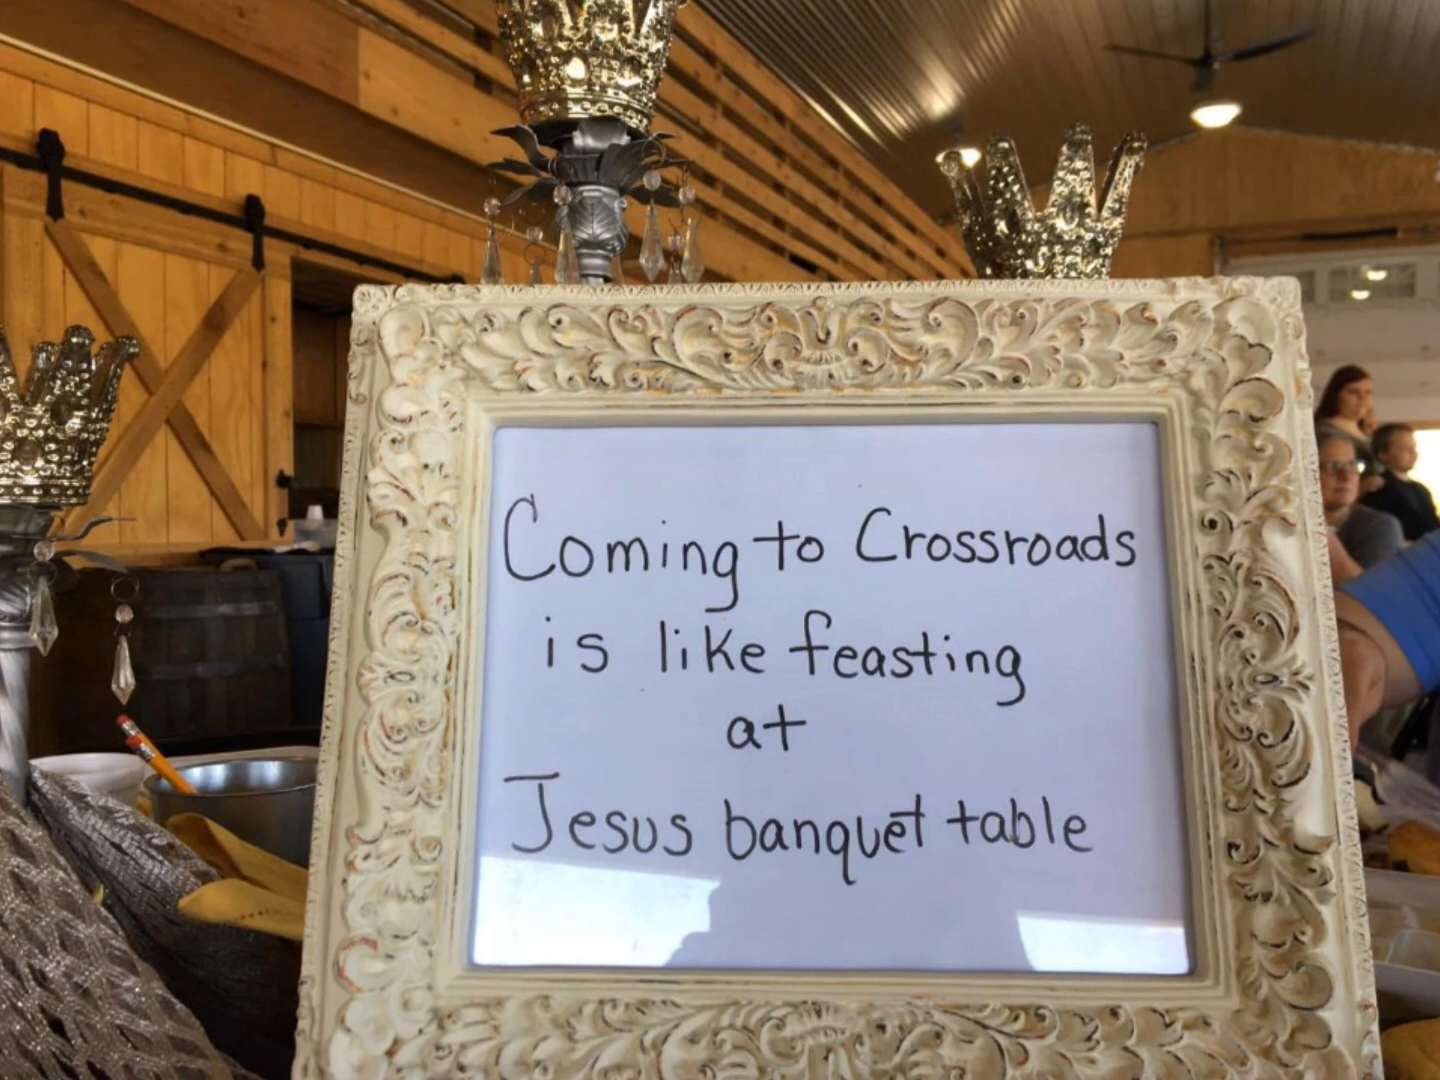 Coming to Crossroads
is like feasting
at
Jesus banquet table